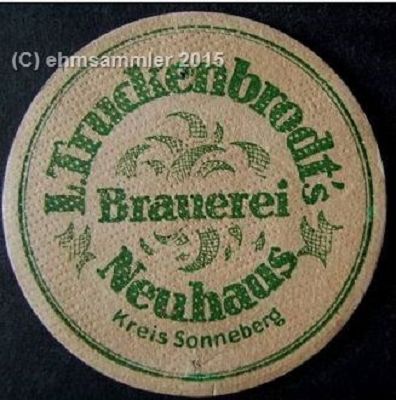 (C) ehmsammler 2015
L. Truckenbrodt's
Brauerei
Neuhaus
Kreis Sonneberg